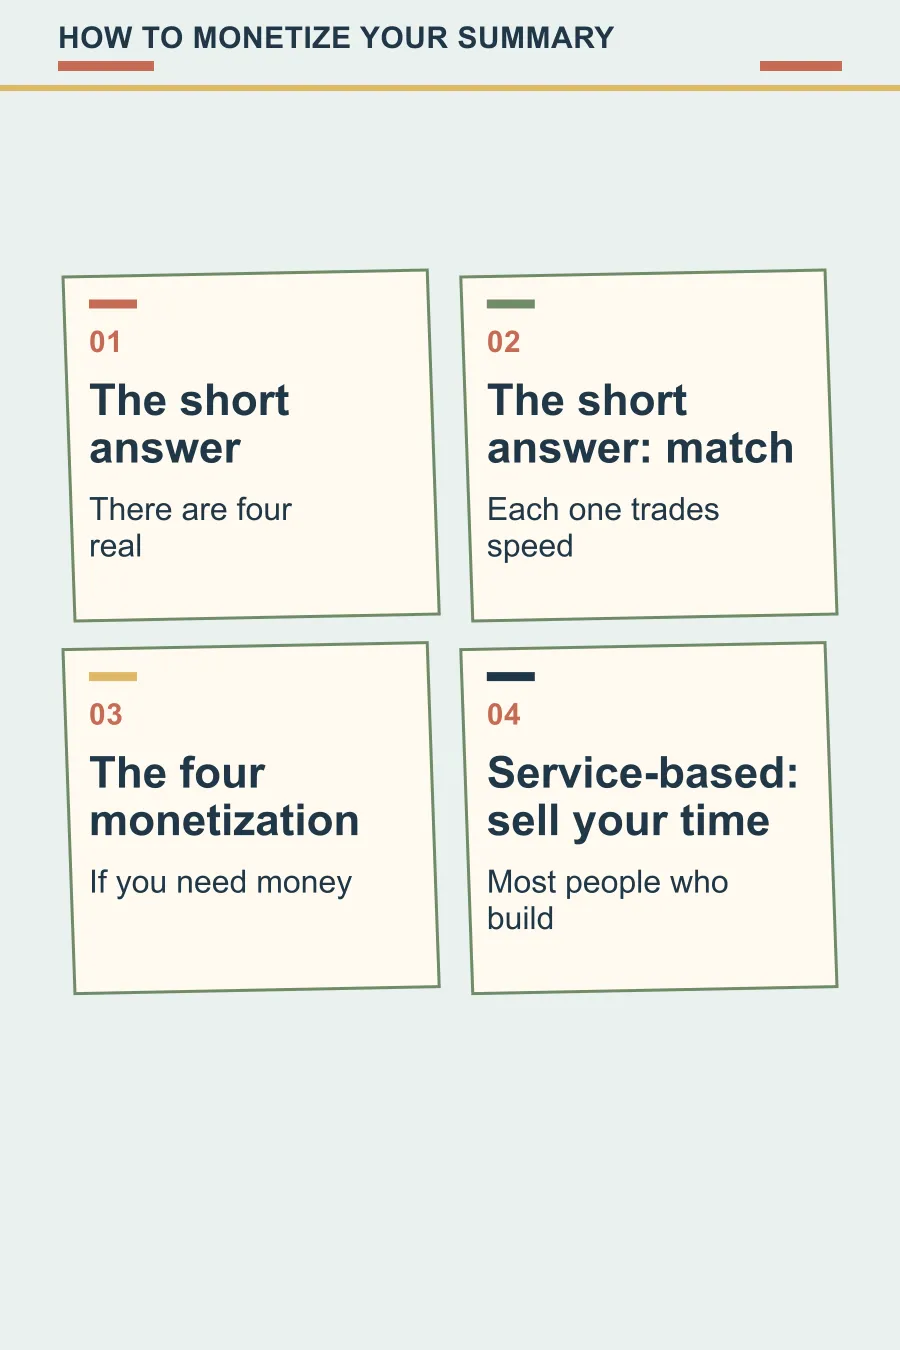 HOW TO MONETIZE YOUR SUMMARY
01
The short
answer
There are four
real
02
The short
answer: match
Each one trades
speed
03
The four
monetization
If you need money
04
Service-based:
sell your time
Most people who
build